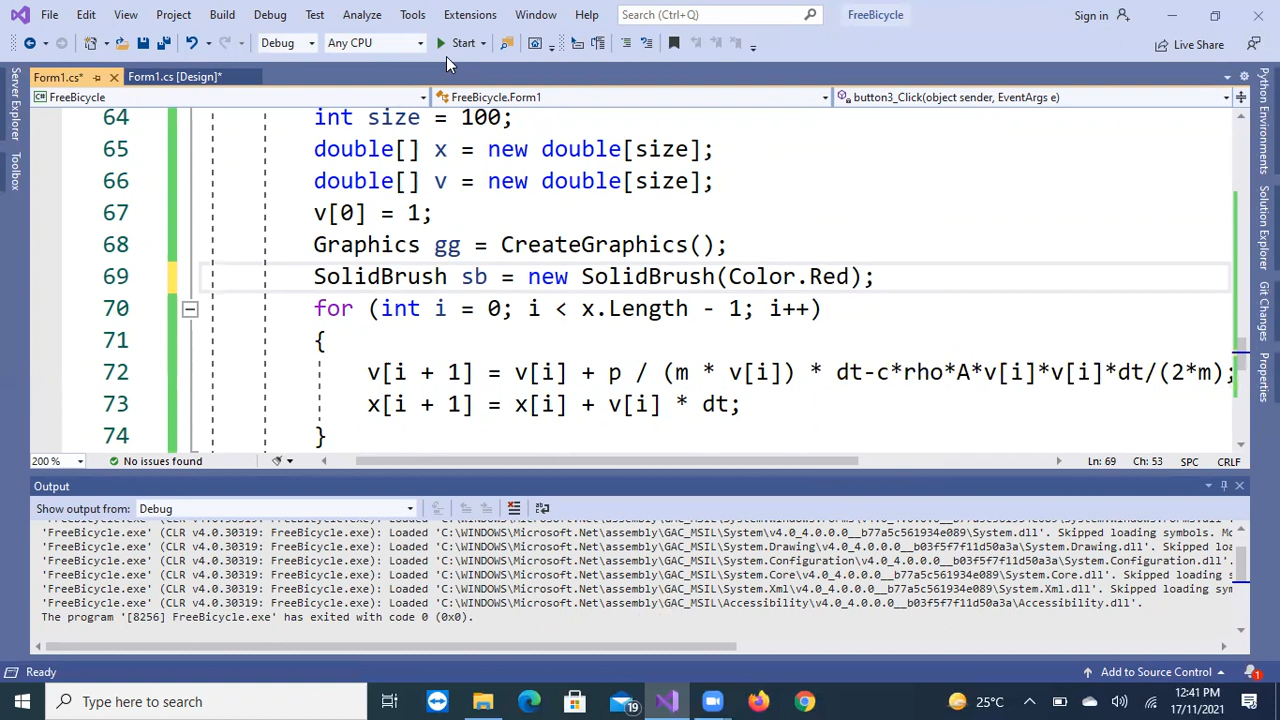 File Edit View Project Build Debug Test Analyze Tools Extensions Window Help Search (Ctrl+Q) FreeBicycle Sign in
Debug Any CPU Start Live Share
Form1.cs* Form1.cs [Design]*
FreeBicycle FreeBicycle.Form1 button3_Click(object sender, EventArgs e)
64 int size = 100;
65 double[] x = new double[size];
66 double[] v = new double[size];
67 v[0] = 1;
68 Graphics gg = CreateGraphics();
69 SolidBrush sb = new SolidBrush(Color.Red);
70 for (int i = 0; i < x.Length - 1; i++)
71 {
72 v[i + 1] = v[i] + p / (m * v[i]) * dt-c*rho*A*v[i]*v[i]*dt/(2*m);
73 x[i + 1] = x[i] + v[i] * dt;
74 }
200 % No issues found Ln: 69 Ch: 53 SPC CRLF
Output
Show output from: Debug
'FreeBicycle.exe' (CLR v4.0.30319: FreeBicycle.exe): Loaded 'C:\WINDOWS\Microsoft.Net\assembly\GAC_MSIL\System\v4.0_4.0.0.0__b77a5c561934e089\System.dll'. Skipped loading symbols. Mo
'FreeBicycle.exe' (CLR v4.0.30319: FreeBicycle.exe): Loaded 'C:\WINDOWS\Microsoft.Net\assembly\GAC_MSIL\System.Drawing\v4.0_4.0.0.0__b03f5f7f11d50a3a\System.Drawing.dll'. Skipped loa
'FreeBicycle.exe' (CLR v4.0.30319: FreeBicycle.exe): Loaded 'C:\WINDOWS\Microsoft.Net\assembly\GAC_MSIL\System.Configuration\v4.0_4.0.0.0__b03f5f7f11d50a3a\System.Configuration.dll'.
'FreeBicycle.exe' (CLR v4.0.30319: FreeBicycle.exe): Loaded 'C:\WINDOWS\Microsoft.Net\assembly\GAC_MSIL\System.Core\v4.0_4.0.0.0__b77a5c561934e089\System.Core.dll'. Skipped loading s
'FreeBicycle.exe' (CLR v4.0.30319: FreeBicycle.exe): Loaded 'C:\WINDOWS\Microsoft.Net\assembly\GAC_MSIL\System.Xml\v4.0_4.0.0.0__b77a5c561934e089\System.Xml.dll'. Skipped loading sym
'FreeBicycle.exe' (CLR v4.0.30319: FreeBicycle.exe): Loaded 'C:\WINDOWS\Microsoft.Net\assembly\GAC_MSIL\Accessibility\v4.0_4.0.0.0__b03f5f7f11d50a3a\Accessibility.dll'.
The program '[8256] FreeBicycle.exe' has exited with code 0 (0x0).
Ready Add to Source Control 1
Type here to search 19 25°C 12:41 PM
17/11/2021
Server Explorer
Toolbox
Python Environments
Solution Explorer
Git Changes
Properties